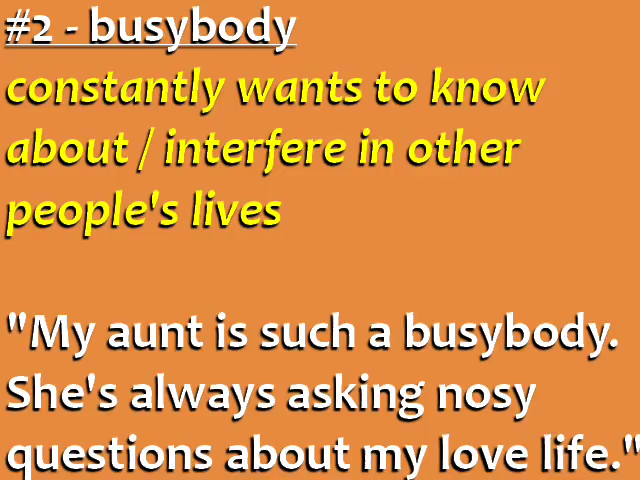 #2 - busybody
constantly wants to know
about / interfere in other
people's lives
"My aunt is such a busybody.
She's always asking nosy
questions about my love life."